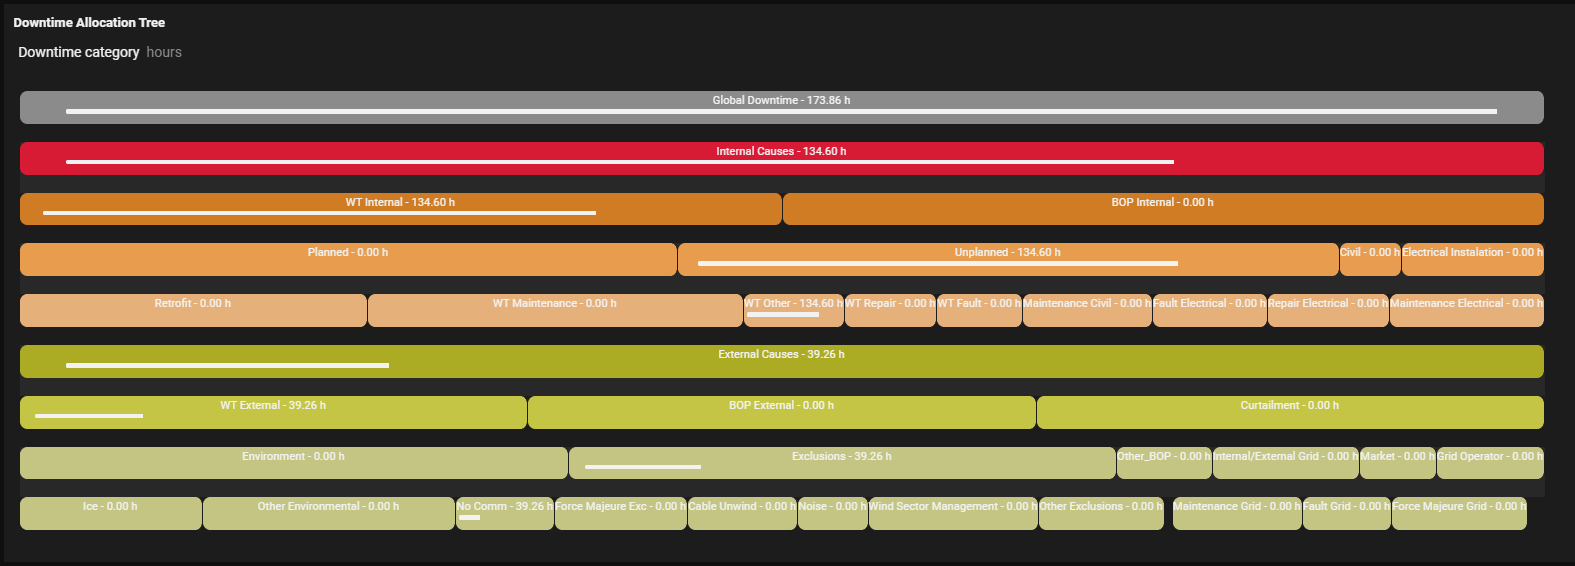 Downtime Allocation Tree
Downtime category hours
Global Downtime - 173.86 h
Internal Causes - 134.60 h
WT Internal - 134.60 h BOP Internal - 0.00 h
Planned - 0.00 h Unplanned - 134.60 h Civil - 0.00 h Electrical Instalation - 0.00 h
Retrofit - 0.00 h WT Maintenance - 0.00 h WT Other - 134.60 h WT Repair - 0.00 h WT Fault - 0.00 h Maintenance Civil - 0.00 h Fault Electrical - 0.00 h Repair Electrical - 0.00 h Maintenance Electrical - 0.00 h
External Causes - 39.26 h
WT External - 39.26 h BOP External - 0.00 h Curtailment - 0.00 h
Environment - 0.00 h Exclusions - 39.26 h Other_BOP - 0.00 h Internal/External Grid - 0.00 h Market - 0.00 h Grid Operator - 0.00 h
Ice - 0.00 h Other Environmental - 0.00 h No Comm - 39.26 h Force Majeure Exc - 0.00 h Cable Unwind - 0.00 h Noise - 0.00 h Wind Sector Management - 0.00 h Other Exclusions - 0.00 h Maintenance Grid - 0.00 h Fault Grid - 0.00 h Force Majeure Grid - 0.00 h